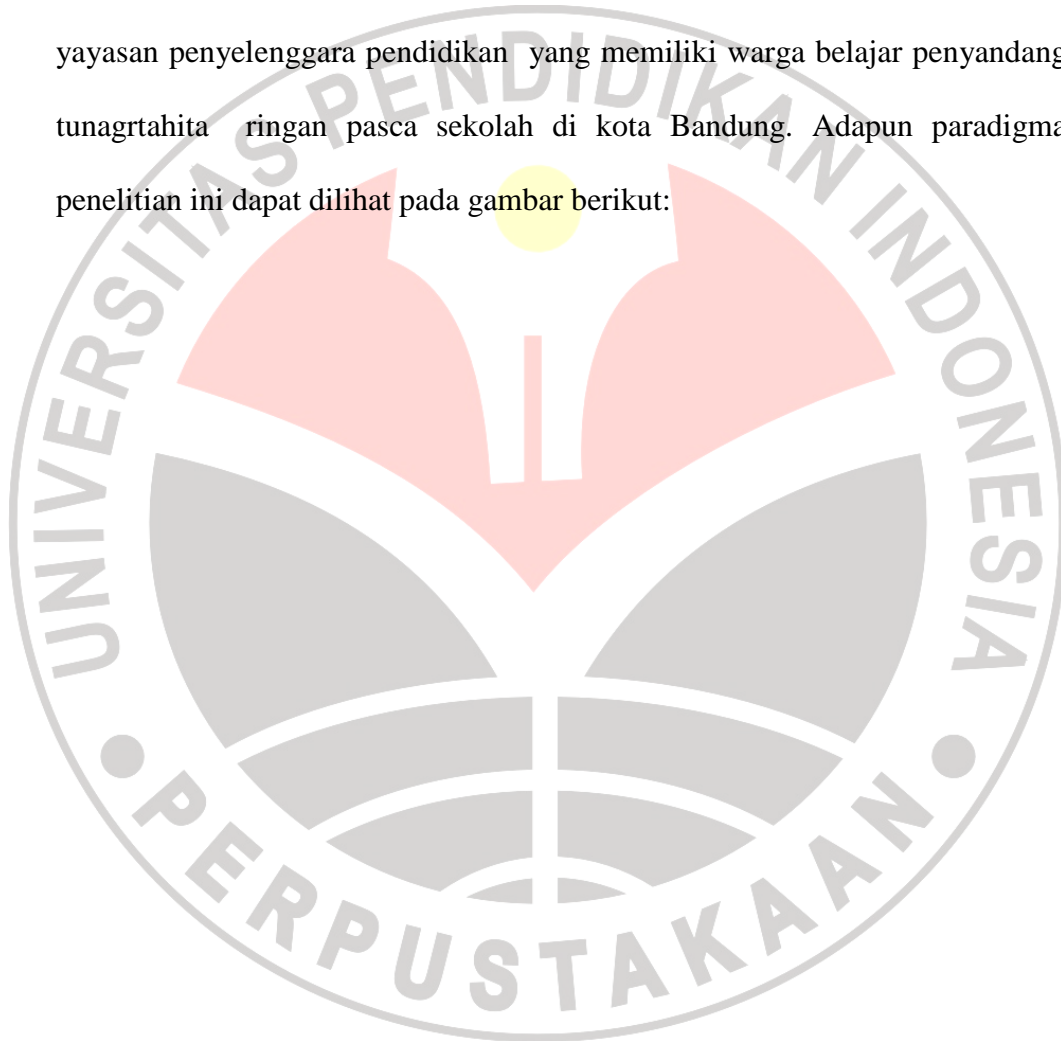 yayasan penyelenggara pendidikan yang memiliki warga belajar penyandang
tunagrtahita ringan pasca sekolah di kota Bandung. Adapun paradigma
penelitian ini dapat dilihat pada gambar berikut:
UNIVERSITAS PENDIDIKAN INDONESIA
PERPUSTAKAAN